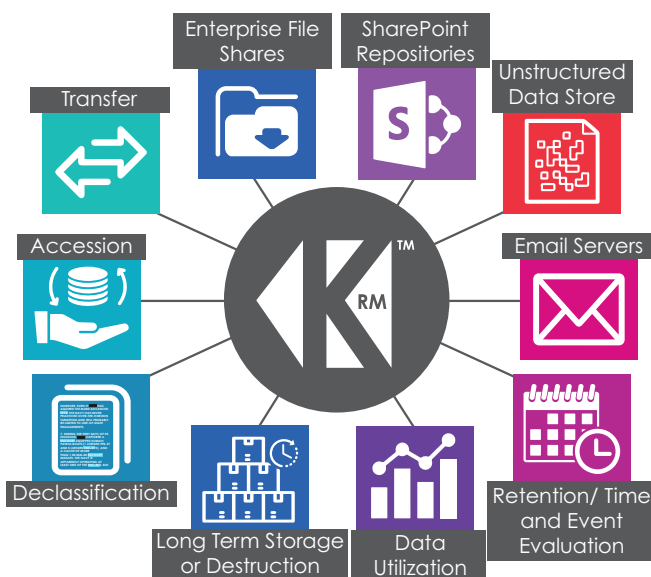 Enterprise File
Shares
SharePoint
Repositories
Unstructured
Data Store
Transfer
S
Accession
Email Servers
TM
K
RM
Declassification
Retention/ Time
and Event
Evaluation
Long Term Storage
or Destruction
Data
Utilization